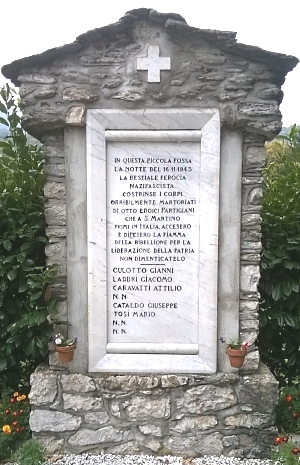 IN QUESTA PICCOLA FOSSA
LA NOTTE DEL 16-11-1943
LA BESTIALE FEROCIA
NAZIFASCISTA
COSTRINSE I CORPI
ORRIBILMENTE MARTORIATI
DI OTTO EROICI PARTIGIANI
CHE A S. MARTINO
PRIMI IN ITALIA, ACCESERO
E DIFESERO LA FIAMMA
DELLA RIBELLIONE PER LA
LIBERAZIONE DELLA PATRIA
NON DIMENTICATELO
CULOTTO GIANNI
LADURI GIACOMO
CARAVATTI ATTILIO
N. N.
CATALDO GIUSEPPE
TOSI MARIO
N. N.
N. N.